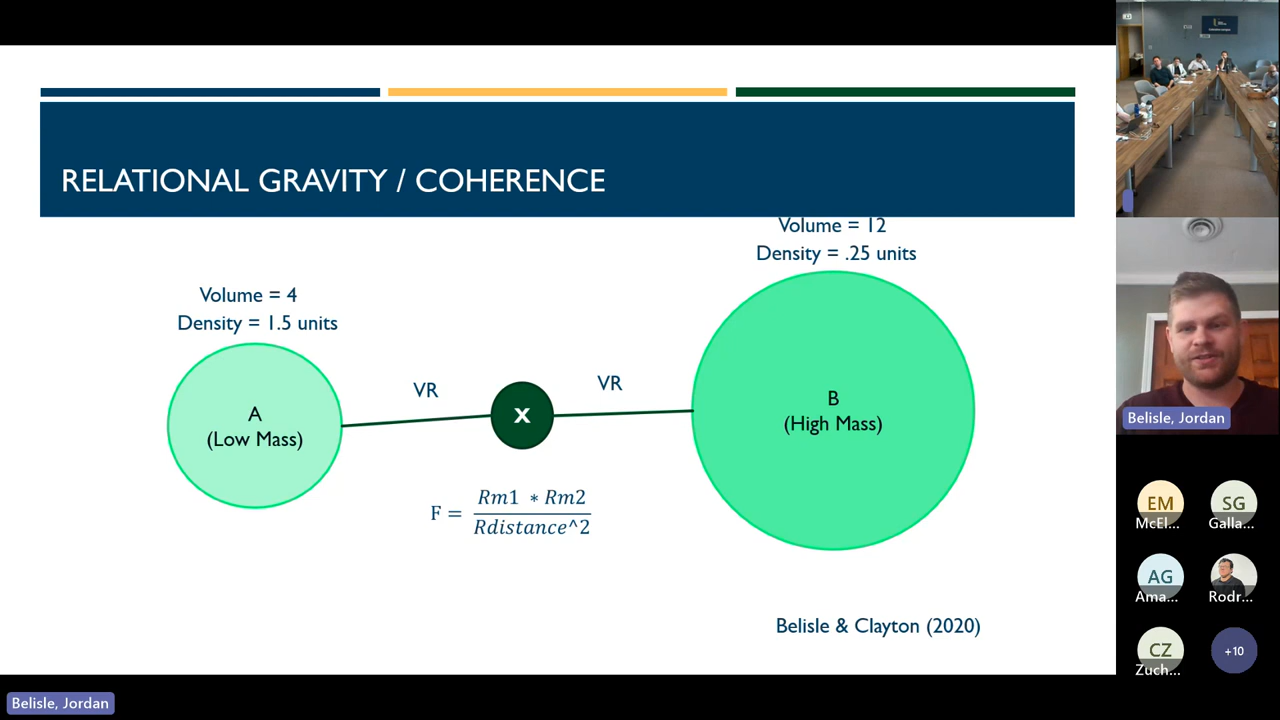 RELATIONAL GRAVITY / COHERENCE
Volume = 12
Density = .25 units
Volume = 4
Density = 1.5 units
VR
VR
X
A
(Low Mass)
B
(High Mass)
F = Rm1 * Rm2
Rdistance^2
Belisle & Clayton (2020)
Belisle, Jordan
Belisle, Jordan
EM
SG
McEl...
Galla...
AG
Ama...
Rodr...
CZ
Zuch...
+10